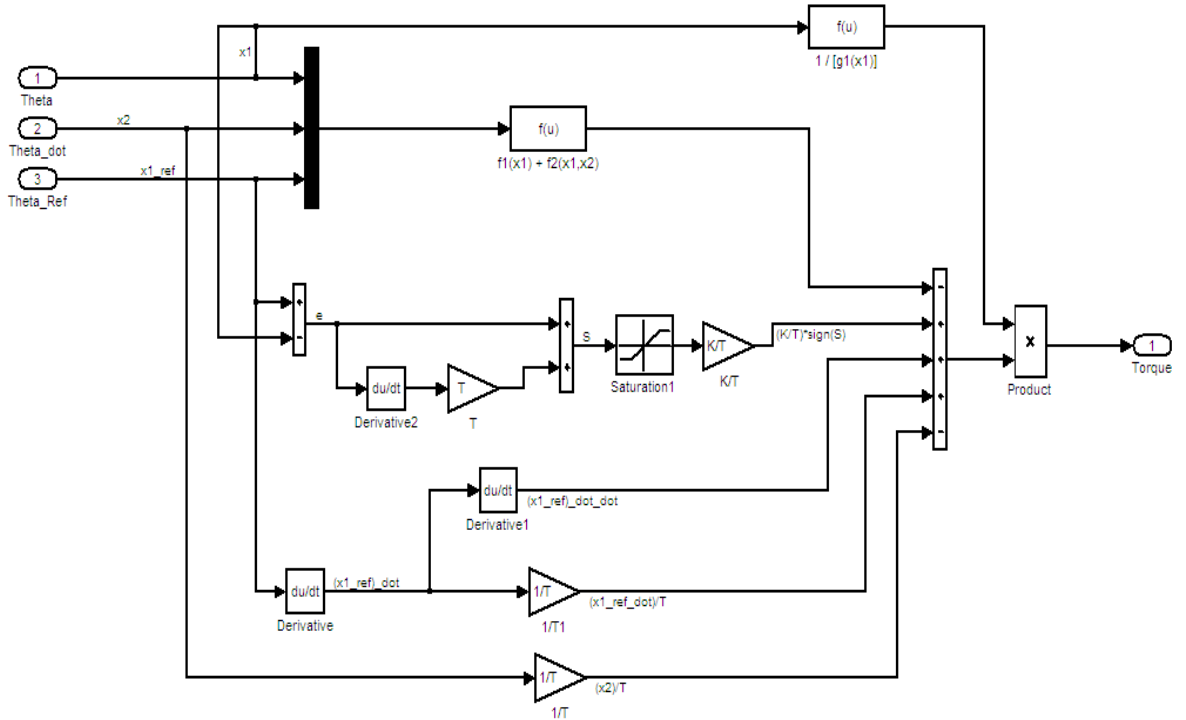 f(u)
1 / [g1(x1)]
x1
1
Theta
x2
2
Theta_dot
f(u)
f1(x1) + f2(x1,x2)
x1_ref
3
Theta_Ref
-
+
e
+
S
K/T
(K/T)*sign(S)
+
x
1
-
+
Saturation1
K/T
+
Product
Torque
du/dt
T
Derivative2
T
+
-
du/dt
(x1_ref)_dot_dot
Derivative1
du/dt
(x1_ref)_dot
1/T
(x1_ref_dot)/T
Derivative
1/T1
1/T
(x2)/T
1/T